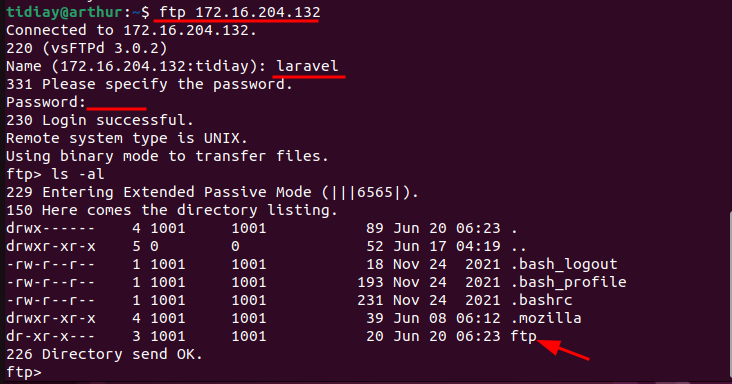 tidiay@arthur:~$ ftp 172.16.204.132
Connected to 172.16.204.132.
220 (vsFTPd 3.0.2)
Name (172.16.204.132:tidiay): laravel
331 Please specify the password.
Password:
230 Login successful.
Remote system type is UNIX.
Using binary mode to transfer files.
ftp> ls -al
229 Entering Extended Passive Mode (|||6565|).
150 Here comes the directory listing.
drwx------    4 1001     1001           89 Jun 20 06:23 .
drwxr-xr-x    5 0        0              52 Jun 17 04:19 ..
-rw-r--r--    1 1001     1001           18 Nov 24  2021 .bash_logout
-rw-r--r--    1 1001     1001          193 Nov 24  2021 .bash_profile
-rw-r--r--    1 1001     1001          231 Nov 24  2021 .bashrc
drwxr-xr-x    4 1001     1001           39 Jun 08 06:12 .mozilla
dr-xr-x---    3 1001     1001           20 Jun 20 06:23 ftp
226 Directory send OK.
ftp>